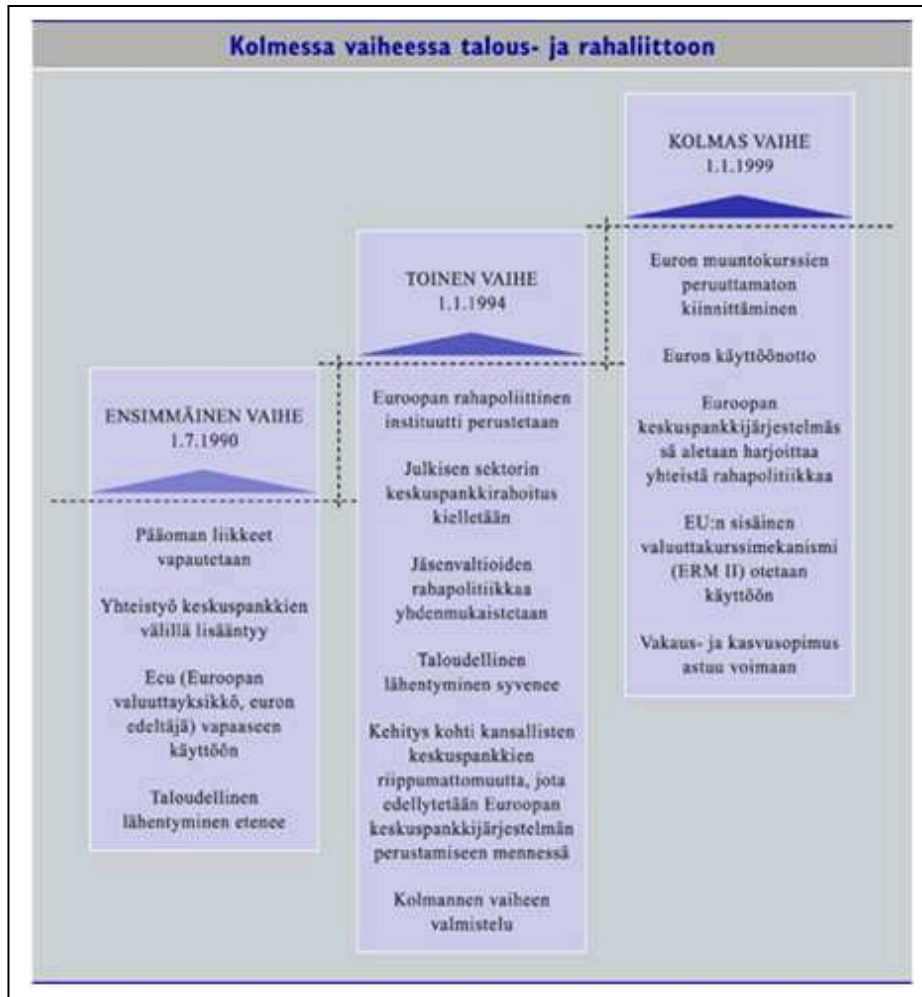 Kolmessa vaiheessa talous- ja rahaliittoon
ENSIMMÄINEN VAIHE
1.7.1990
Pääoman liikkeet
vapautetaan
Yhteistyö keskuspankkien
välillä lisääntyy
Ecu (Euroopan
valuuttayksikkö, euron
edeltäjä) vapaaseen
käyttöön
Taloudellinen
lähentyminen etenee
TOINEN VAIHE
1.1.1994
Euroopan rahapoliittinen
instituutti perustetaan
Julkisen sektorin
keskuspankkirahoitus
kielletään
Jäsenvaltioiden
rahapolitiikkaa
yhdenmukaistetaan
Taloudellinen
lähentyminen syvenee
Kehitys kohti kansallisten
keskuspankkien
riippumattomuutta, jota
edellytetään Euroopan
keskuspankkijärjestelmän
perustamiseen mennessä
Kolmannen vaiheen
valmistelu
KOLMAS VAIHE
1.1.1999
Euron muuntokurssien
peruuttamaton
kiinnittäminen
Euron käyttöönotto
Euroopan
keskuspankkijärjestelmäs
sä aletaan harjoittaa
yhteistä rahapolitiikkaa
EU:n sisäinen
valuuttakurssimekanismi
(ERM II) otetaan
käyttöön
Vakaus- ja kasvusopimus
astuu voimaan